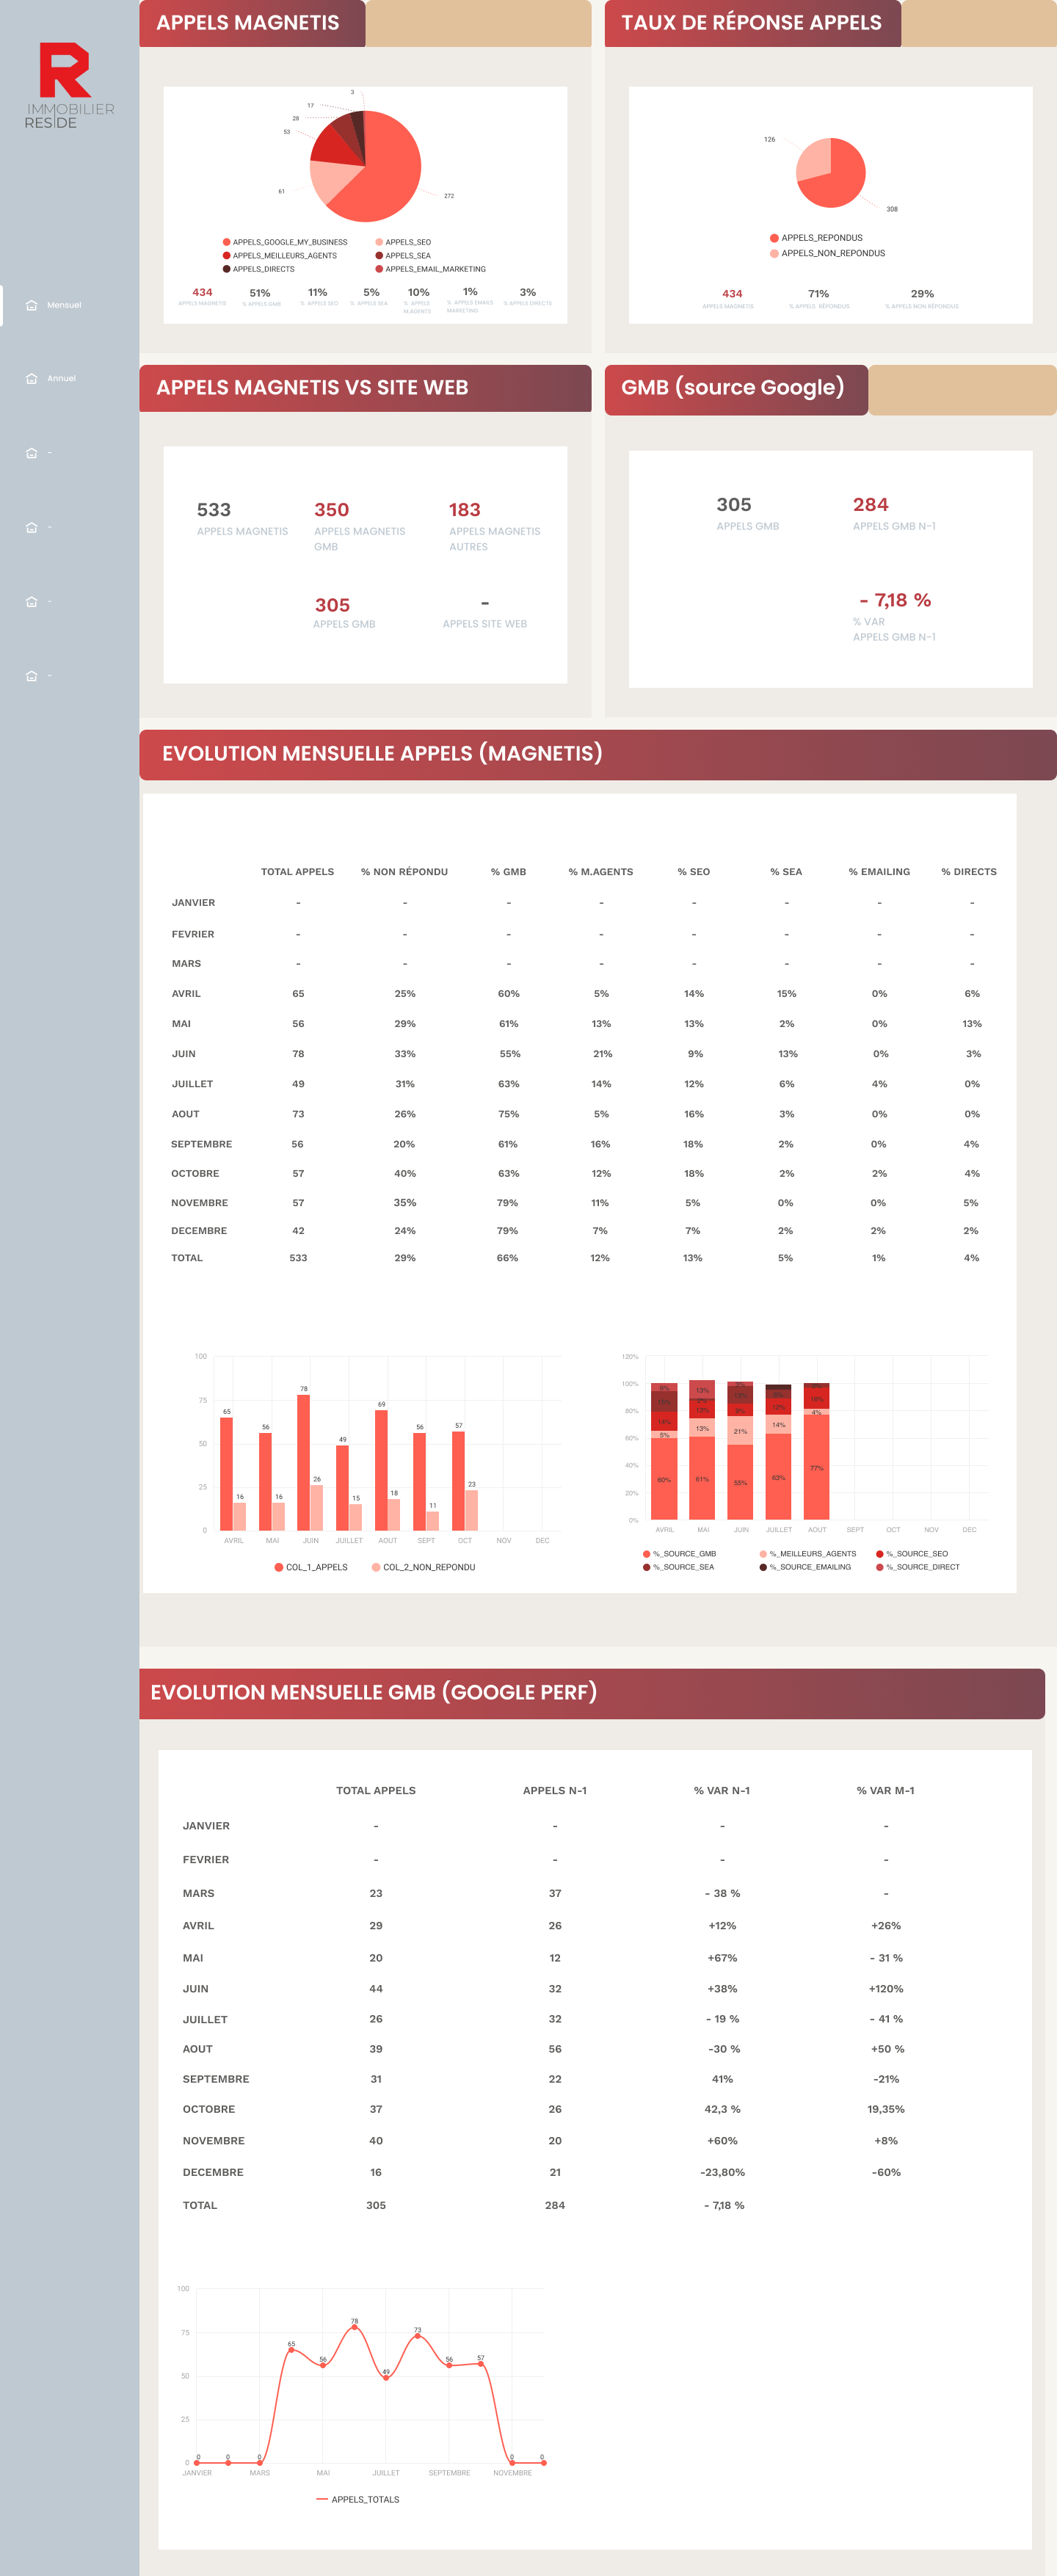 R
IMMOBILIER
RESIDE
Mensuel
Annuel
-
-
-
-
APPELS MAGNETIS
3
17
28
53
61
272
APPELS_GOOGLE_MY_BUSINESS APPELS_SEO
APPELS_MEILLEURS_AGENTS APPELS_SEA
APPELS_DIRECTS APPELS_EMAIL_MARKETING
434 51% 11% 5% 10% 1% 3%
APPELS MAGNETIS % APPELS GMB % APPELS SEO % APPELS SEA % APPELS M.AGENTS % APPELS EMAILS MARKETING % APPELS DIRECTS
TAUX DE RÉPONSE APPELS
126
308
APPELS_REPONDUS
APPELS_NON_REPONDUS
434 71% 29%
APPELS MAGNETIS % APPELS RÉPONDUS % APPELS NON RÉPONDUS
APPELS MAGNETIS VS SITE WEB
533 350 183
APPELS MAGNETIS APPELS MAGNETIS GMB APPELS MAGNETIS AUTRES
305 -
APPELS GMB APPELS SITE WEB
GMB (source Google)
305 284
APPELS GMB APPELS GMB N-1
- 7,18 %
% VAR
APPELS GMB N-1
EVOLUTION MENSUELLE APPELS (MAGNETIS)
TOTAL APPELS % NON RÉPONDU % GMB % M.AGENTS % SEO % SEA % EMAILING % DIRECTS
JANVIER - - - - - - - -
FEVRIER - - - - - - - -
MARS - - - - - - - -
AVRIL 65 25% 60% 5% 14% 15% 0% 6%
MAI 56 29% 61% 13% 13% 2% 0% 13%
JUIN 78 33% 55% 21% 9% 13% 0% 3%
JUILLET 49 31% 63% 14% 12% 6% 4% 0%
AOUT 73 26% 75% 5% 16% 3% 0% 0%
SEPTEMBRE 56 20% 61% 16% 18% 2% 0% 4%
OCTOBRE 57 40% 63% 12% 18% 2% 2% 4%
NOVEMBRE 57 35% 79% 11% 5% 0% 0% 5%
DECEMBRE 42 24% 79% 7% 7% 2% 2% 2%
TOTAL 533 29% 66% 12% 13% 5% 1% 4%
100
75
50
25
0
65 16 56 16 78 26 49 15 69 18 56 11 57 23
AVRIL MAI JUIN JUILLET AOUT SEPT OCT NOV DEC
COL_1_APPELS COL_2_NON_REPONDU
120%
100%
80%
60%
40%
20%
0%
13%
14% 13% 9% 12%
5% 13% 21% 14% 4%
60% 61% 55% 63% 77%
AVRIL MAI JUIN JUILLET AOUT SEPT OCT NOV DEC
%_SOURCE_GMB %_MEILLEURS_AGENTS %_SOURCE_SEO
%_SOURCE_SEA %_SOURCE_EMAILING %_SOURCE_DIRECT
EVOLUTION MENSUELLE GMB (GOOGLE PERF)
TOTAL APPELS APPELS N-1 % VAR N-1 % VAR M-1
JANVIER - - - -
FEVRIER - - - -
MARS 23 37 - 38 % -
AVRIL 29 26 +12% +26%
MAI 20 12 +67% - 31 %
JUIN 44 32 +38% +120%
JUILLET 26 32 - 19 % - 41 %
AOUT 39 56 -30 % +50 %
SEPTEMBRE 31 22 41% -21%
OCTOBRE 37 26 42,3 % 19,35%
NOVEMBRE 40 20 +60% +8%
DECEMBRE 16 21 -23,80% -60%
TOTAL 305 284 - 7,18 %
100
75
50
25
0
0 0 0 65 56 78 49 73 56 57 0 0
JANVIER MARS MAI JUILLET SEPTEMBRE NOVEMBRE
APPELS_TOTALS